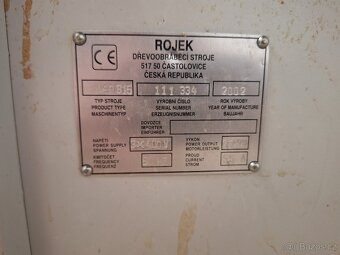 CE
ROJEK
DŘEVOOBRÁBĚCÍ STROJE
517 50 ČASTOLOVICE
ČESKÁ REPUBLIKA
111 334 2002
TYP STROJE VÝROBNÍ ČÍSLO ROK VÝROBY
PRODUCT TYPE SERIAL NUMBER YEAR OF MANUFACTURE
MASCHINENTYP ERZEUGNISNUMMER BAUJAHR
DOVOZCE
IMPORTER
EINFÜHRER
NAPĚTÍ VÝKON
POWER SUPPLY POWER OUTPUT
SPANNUNG MOTORLEISTUNG
KMITOČET PROUD
FREQUENCY CURRENT
FREQUENZ STROM